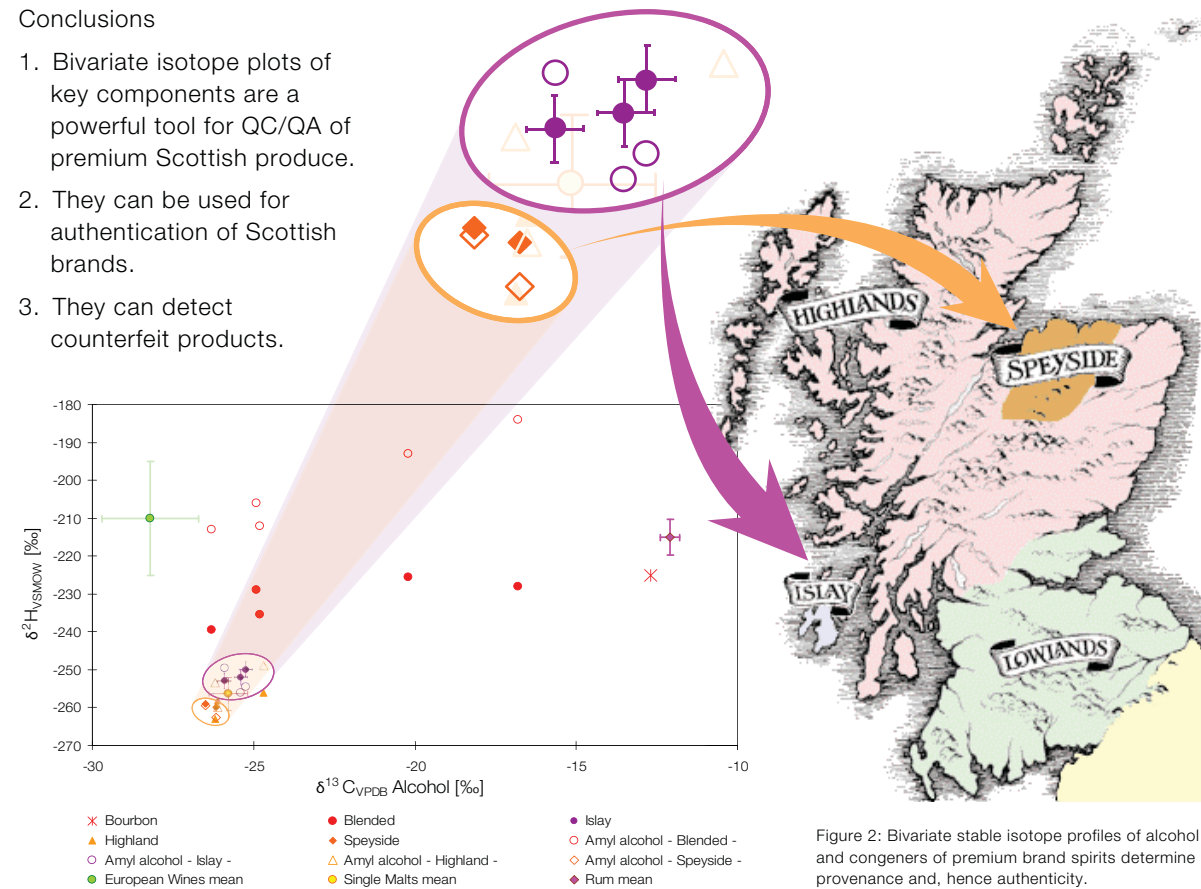 Conclusions
1. Bivariate isotope plots of
key components are a
powerful tool for QC/QA of
premium Scottish produce.
2. They can be used for
authentication of Scottish
brands.
3. They can detect
counterfeit products.
HIGHLANDS
SPEYSIDE
ISLAY
LOWLANDS
-180
-190
-200
-210
-220
-230
-240
-250
-260
-270
δ²H VSMOW [‰]
-30
-25
-20
-15
-10
δ¹³C VPDB Alcohol [‰]
Bourbon
Blended
Islay
Highland
Speyside
Amyl alcohol - Blended -
Amyl alcohol - Islay -
Amyl alcohol - Highland -
Amyl alcohol - Speyside -
European Wines mean
Single Malts mean
Rum mean
Figure 2: Bivariate stable isotope profiles of alcohol
and congeners of premium brand spirits determine
provenance and, hence authenticity.